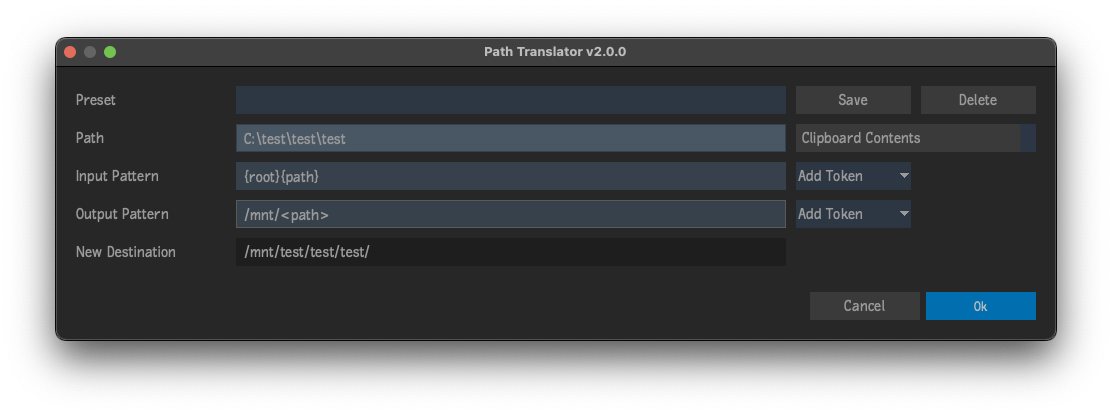 Path Translator v2.0.0
Preset
Save
Delete
Path
C:\test\test\test
Clipboard Contents
Input Pattern
{root}{path}
Add Token
Output Pattern
/mnt/<path>
Add Token
New Destination
/mnt/test/test/test/
Cancel
Ok